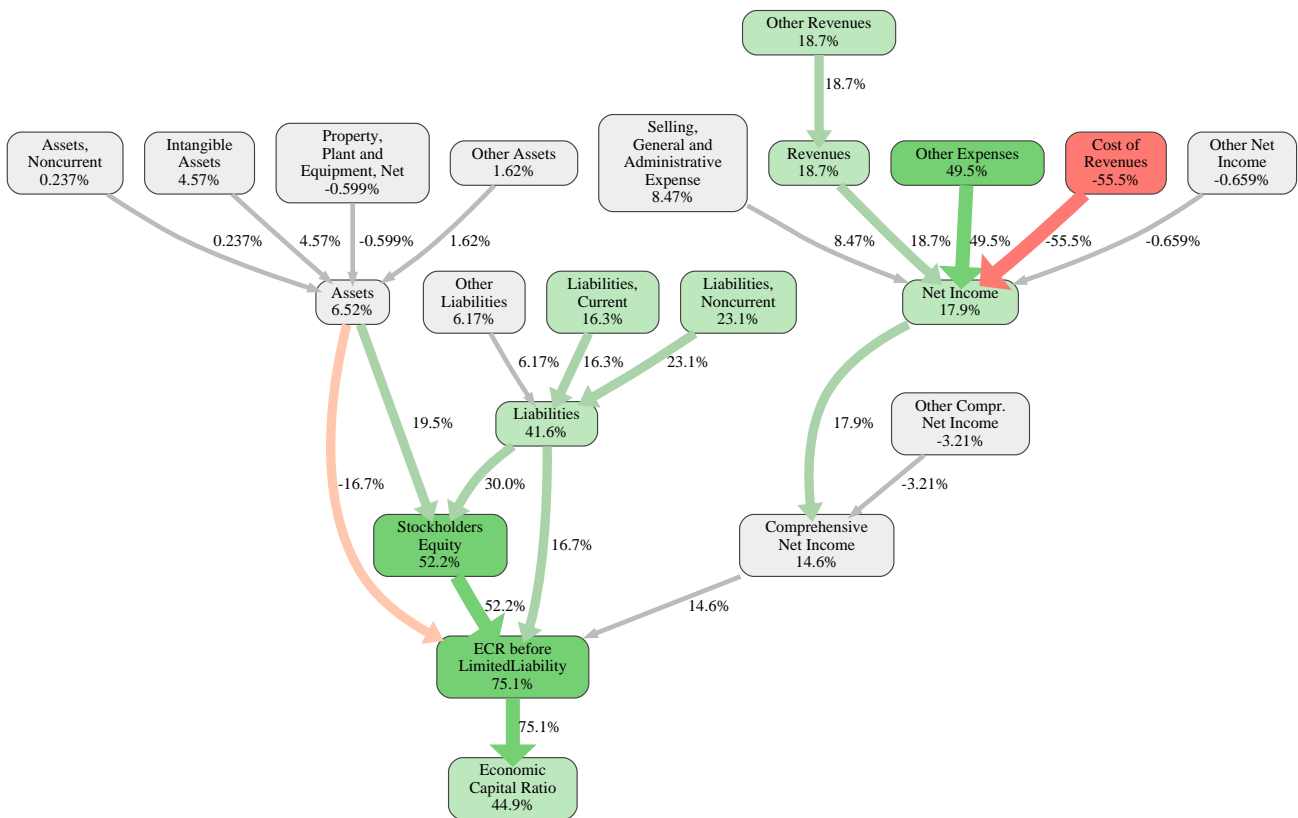 Other Revenues
18.7%
18.7%
Assets,
Noncurrent
0.237%
Intangible
Assets
4.57%
Property,
Plant and
Equipment, Net
-0.599%
Other Assets
1.62%
Selling,
General and
Administrative
Expense
8.47%
Revenues
18.7%
Other Expenses
49.5%
Cost of
Revenues
-55.5%
Other Net
Income
-0.659%
0.237%
4.57%
-0.599%
1.62%
8.47%
18.7%
49.5%
-55.5%
-0.659%
Assets
6.52%
Other
Liabilities
6.17%
Liabilities,
Current
16.3%
Liabilities,
Noncurrent
23.1%
Net Income
17.9%
6.17%
16.3%
23.1%
Liabilities
41.6%
Other Compr.
Net Income
-3.21%
19.5%
17.9%
-16.7%
30.0%
-3.21%
Stockholders
Equity
52.2%
16.7%
Comprehensive
Net Income
14.6%
52.2%
14.6%
ECR before
LimitedLiability
75.1%
75.1%
Economic
Capital Ratio
44.9%